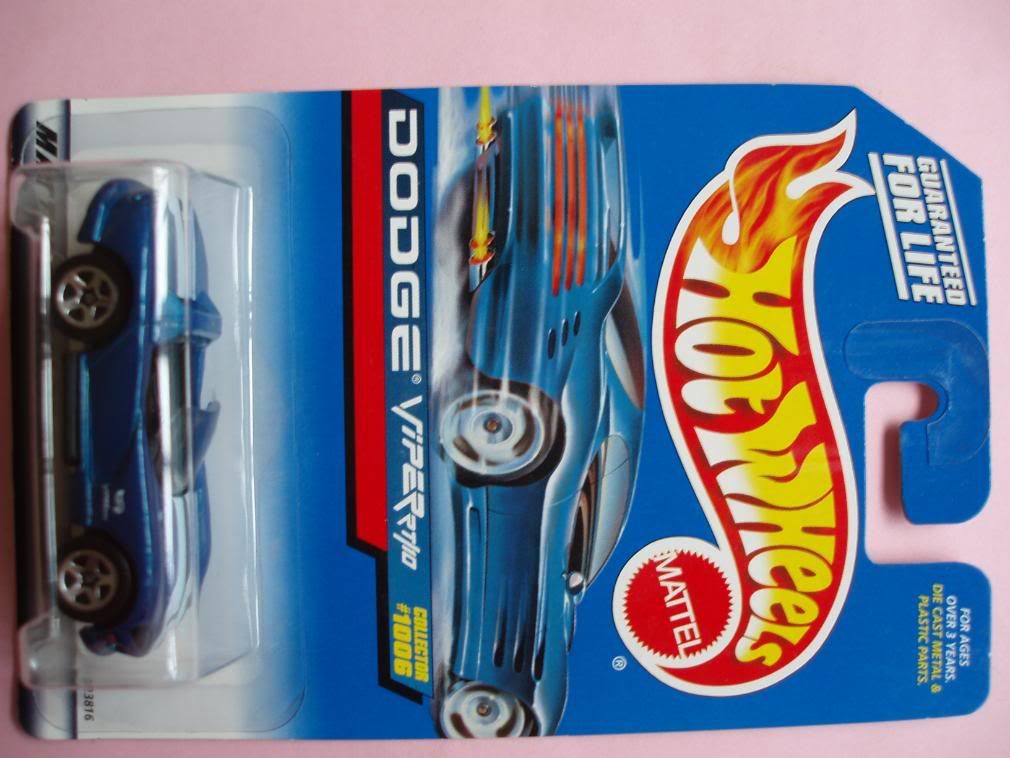 GUARANTEED
FOR LIFE
FOR AGES
OVER 3 YEARS.
DIE CAST METAL &
PLASTIC PARTS.
Hot Wheels
MATTEL
®
DODGE® VIPER RT/10
COLLECTOR
#1006